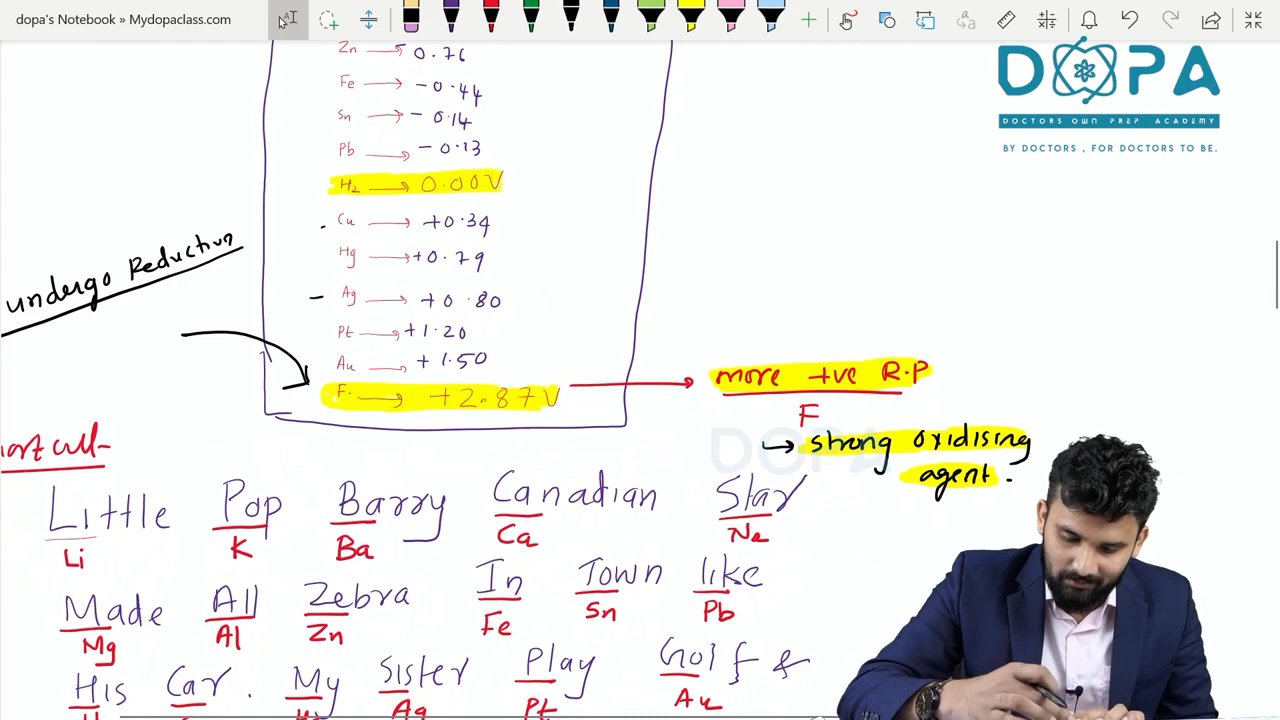 dopa's Notebook » Mydopaclass.com
DOPA
DOCTORS OWN PREP ACADEMY
BY DOCTORS , FOR DOCTORS TO BE.
Zn → - 0.76
Fe → - 0.44
Sn → - 0.14
Pb → - 0.13
H₂ → 0.00V
Cu → +0.34
Hg → +0.79
Ag → +0.80
Pt → +1.20
Au → +1.50
F. → +2.87V
undergo Reduction
more +ve R.P
F
→ strong oxidising
agent.
DOPA
Little Pop Barry Canadian Star
Li K Ba Ca Na
Made All Zebra In Town like
Mg Al Zn Fe Sn Pb
His Car. My Sister Play Golf &
Ag Pt Au